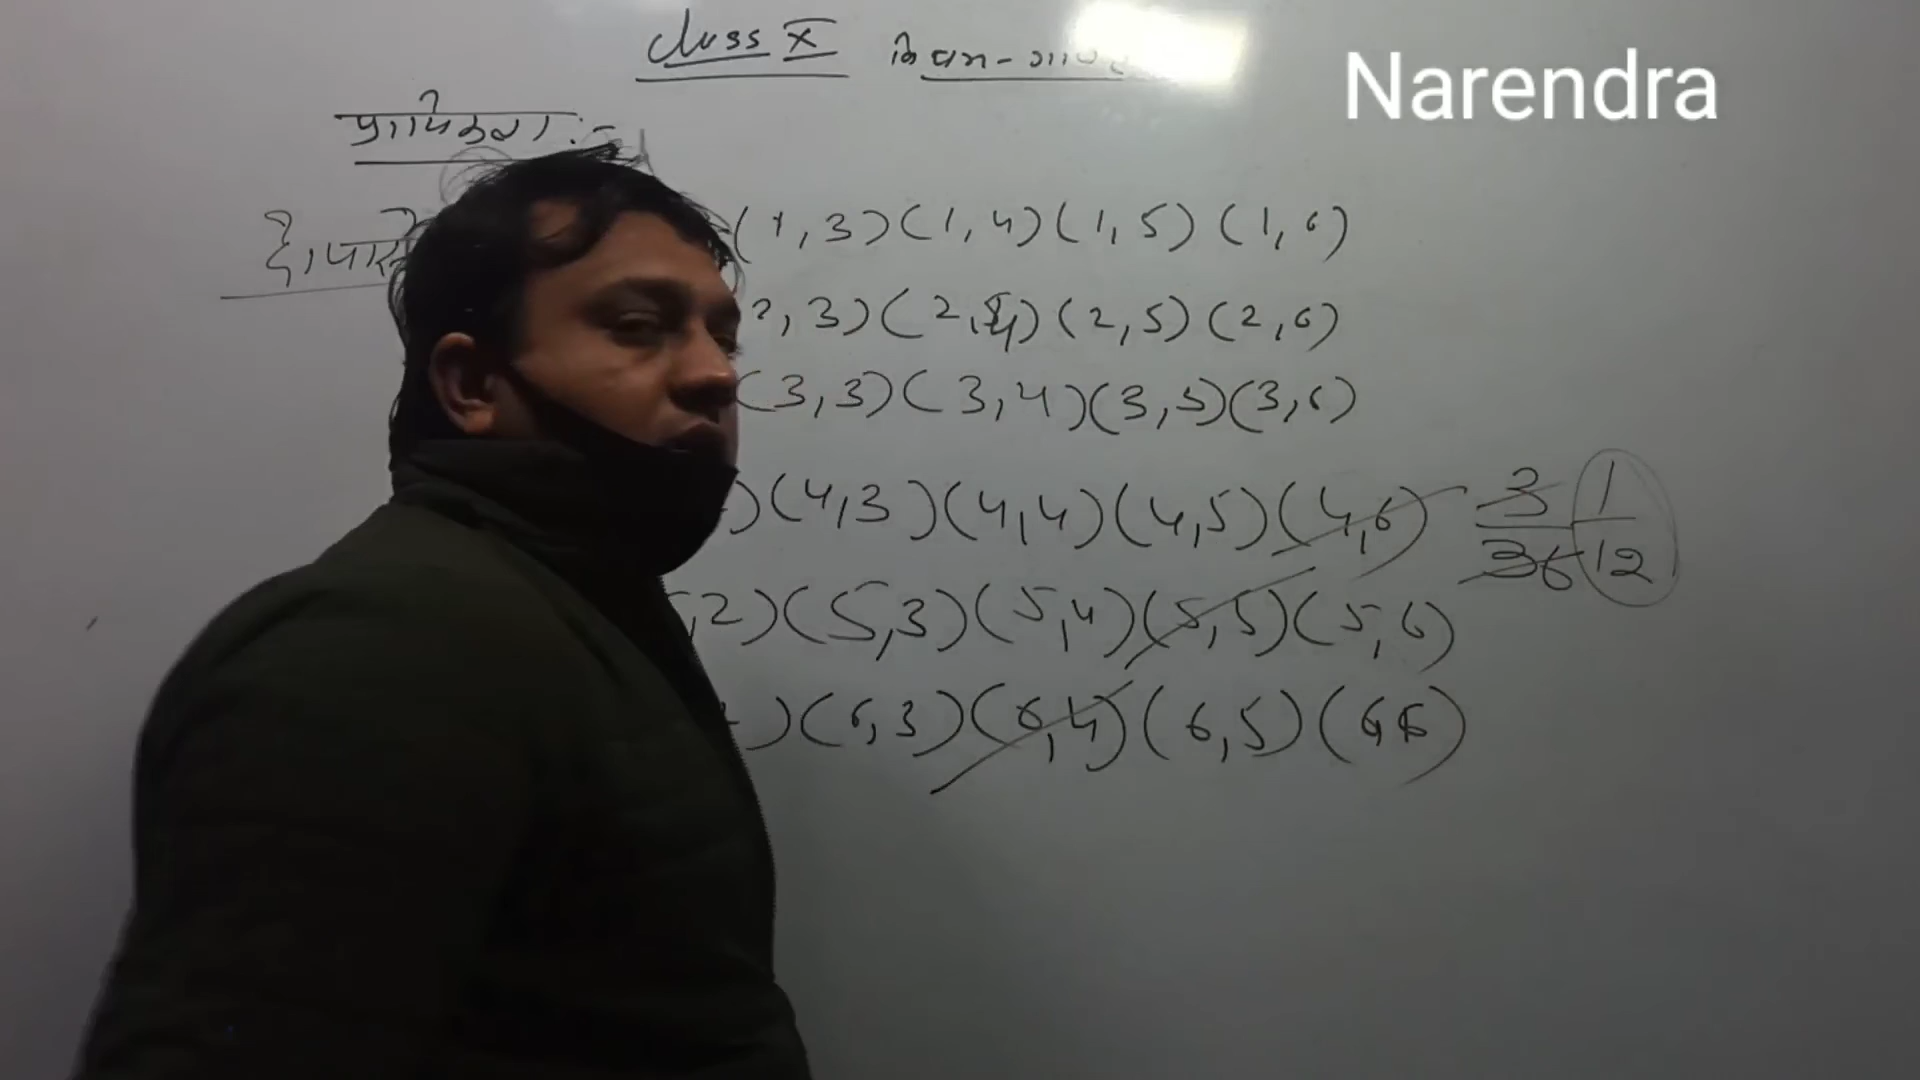 Class X
Narendra
प्रायिकता :-
दो पासे
(1,3) (1,4) (1,5) (1,6)
2,3) (2,4) (2,5) (2,6)
(3,3) (3,4) (3,5) (3,6)
) (4,3) (4,4) (4,5) (4,6) 3/36 1/12
,2) (5,3) (5,4) (5,5) (5,6)
) (6,3) (6,4) (6,5) (6 6)